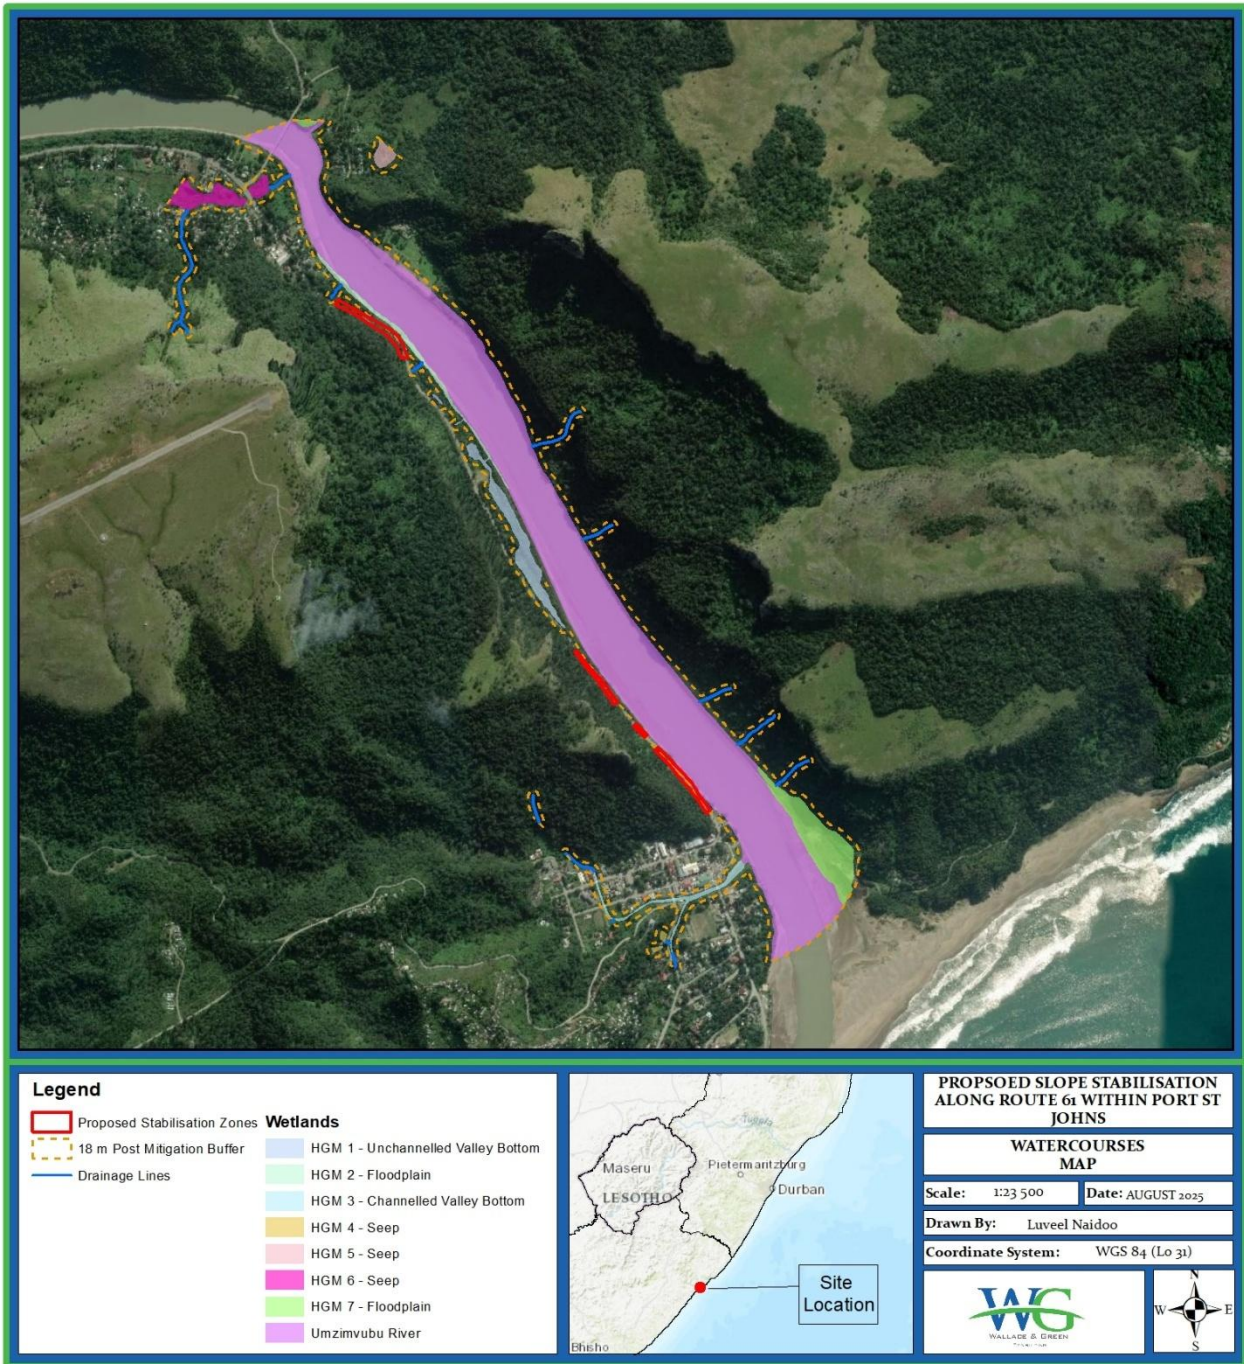 Legend
Proposed Stabilisation Zones
18 m Post Mitigation Buffer
Drainage Lines
Wetlands
HGM 1 - Unchannelled Valley Bottom
HGM 2 - Floodplain
HGM 3 - Channelled Valley Bottom
HGM 4 - Seep
HGM 5 - Seep
HGM 6 - Seep
HGM 7 - Floodplain
Umzimvubu River
Tugela
Maseru
Pietermaritzburg
LESOTHO
Durban
Site
Location
Bhisho
PROPSOED SLOPE STABILISATION
ALONG ROUTE 61 WITHIN PORT ST
JOHNS
WATERCOURSES
MAP
Scale: 1:23 500
Date: AUGUST 2025
Drawn By: Luveel Naidoo
Coordinate System: WGS 84 (Lo 31)
WG
WALLACE & GREEN
N
W E
S